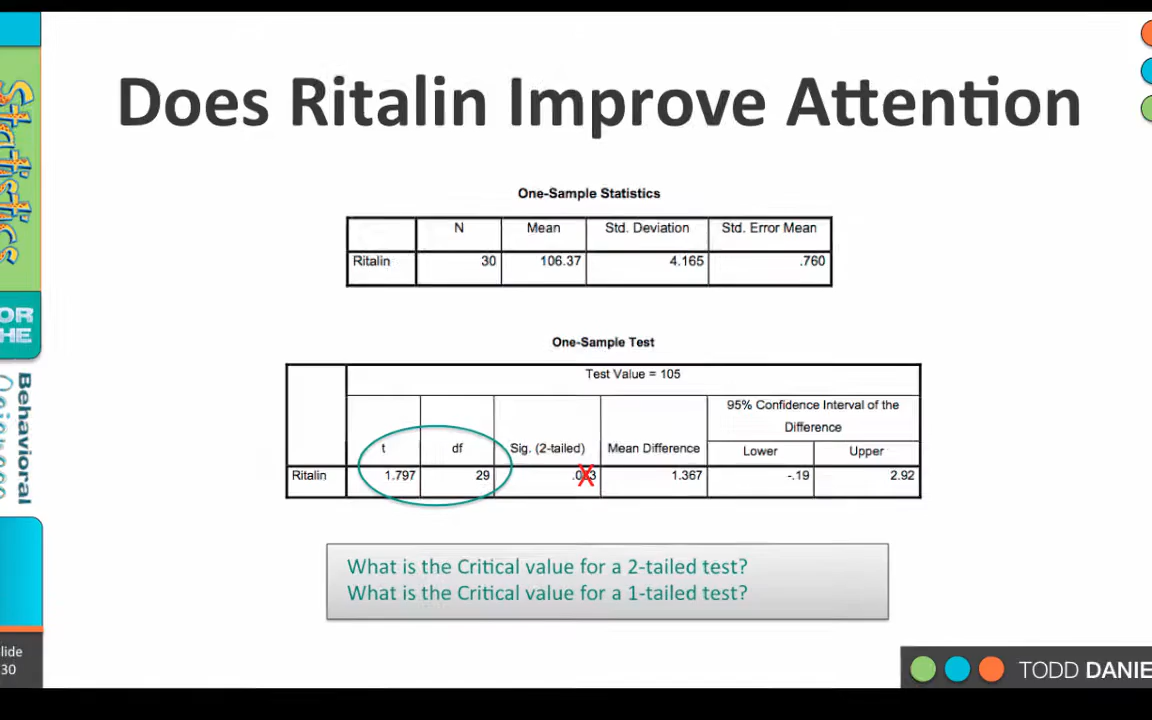 Statistics
OR
HE
Behavioral
Does Ritalin Improve Attention
One-Sample Statistics
N Mean Std. Deviation Std. Error Mean
Ritalin 30 106.37 4.165 .760
One-Sample Test
Test Value = 105
95% Confidence Interval of the
Difference
t df Sig. (2-tailed) Mean Difference Lower Upper
Ritalin 1.797 29 1.367 -.19 2.92
What is the Critical value for a 2-tailed test?
What is the Critical value for a 1-tailed test?
lide
30
TODD DANIE